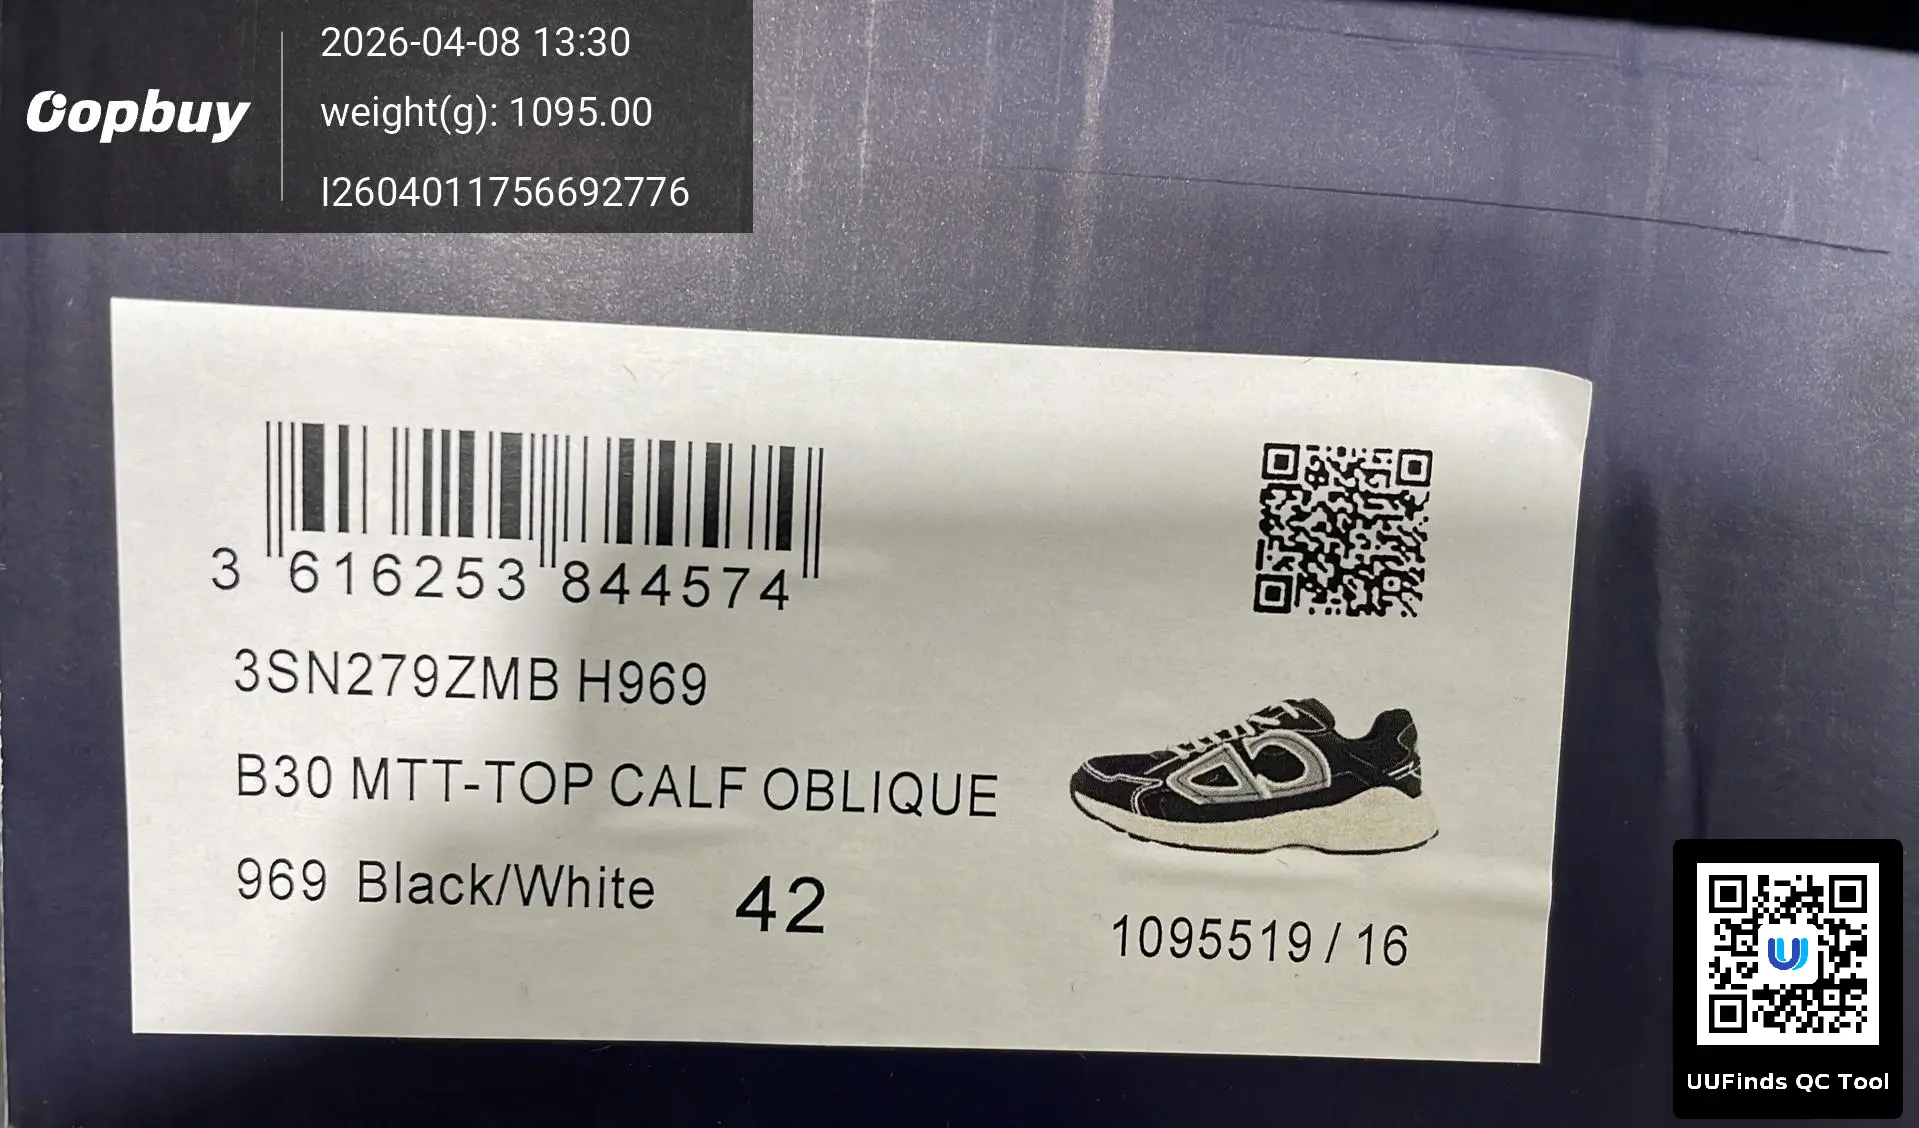 Oopbuy
2026-04-08 13:30
weight(g): 1095.00
I2604011756692776
3 616253 844574
3SN279ZMB H969
B30 MTT-TOP CALF OBLIQUE
969 Black/White 42
1095519 / 16
UUFinds QC Tool